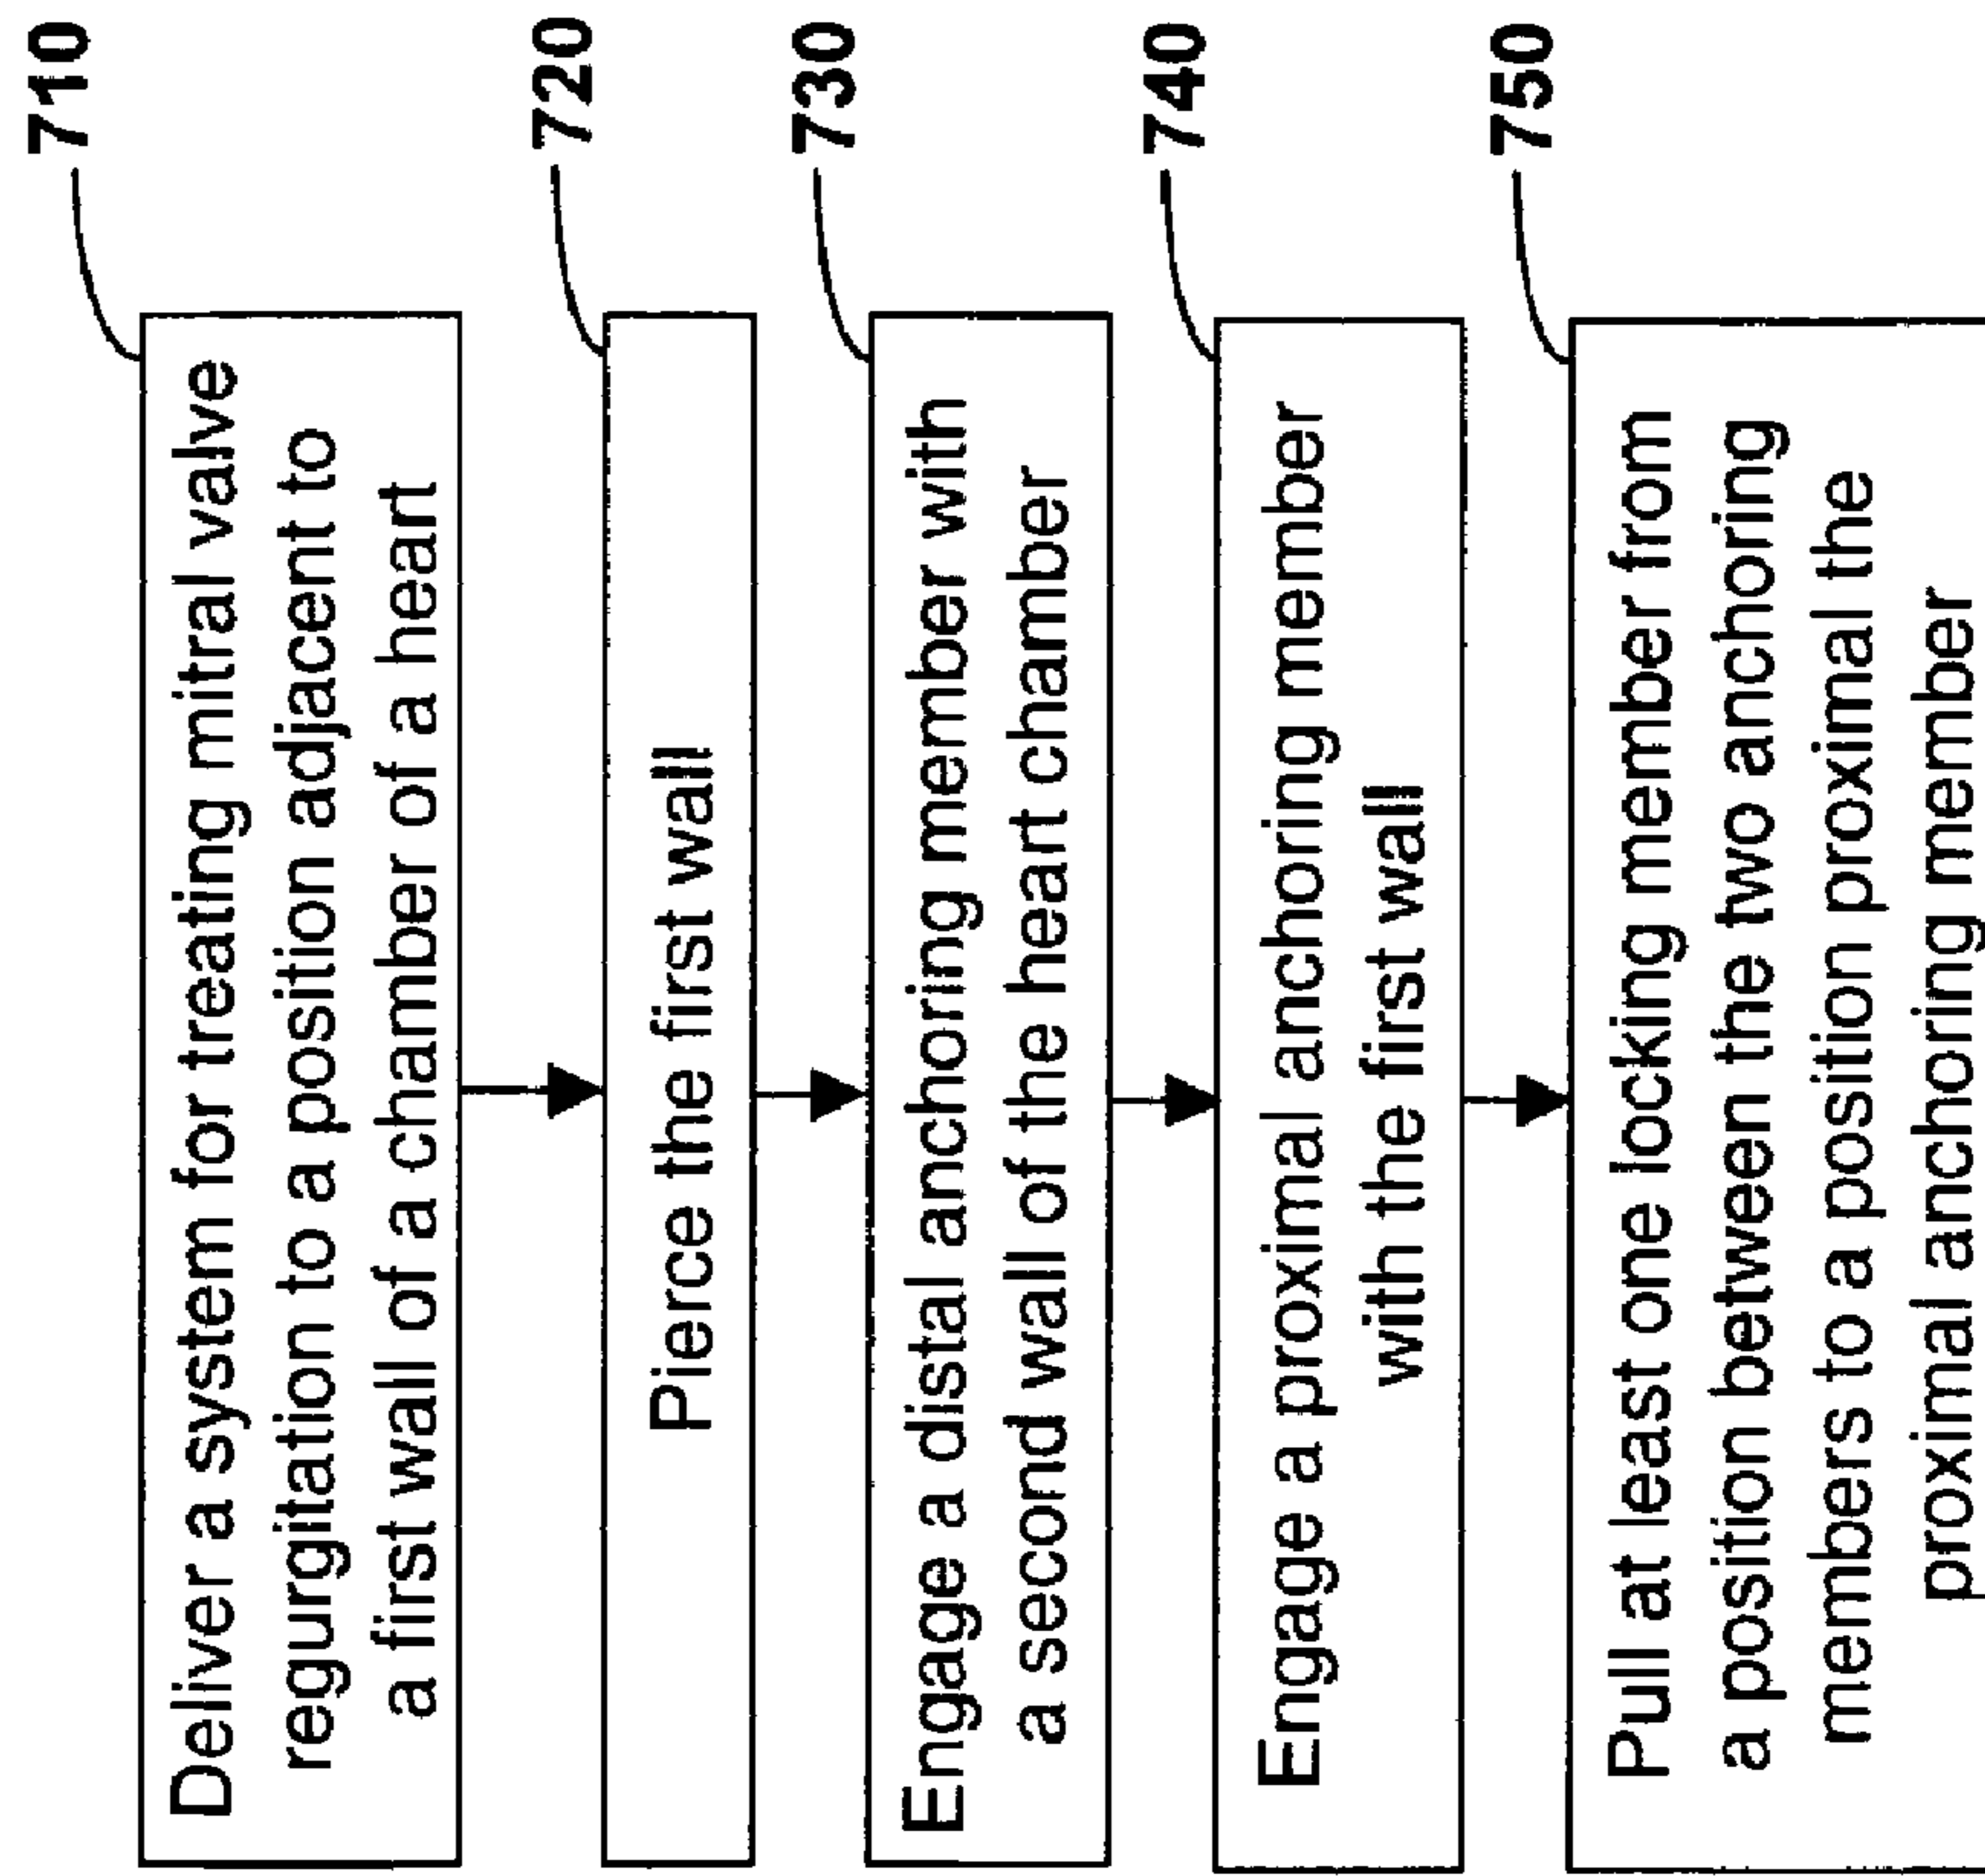 710
Deliver a system for treating mitral valve
regurgitation to a position adjacent to
a first wall of a chamber of a heart
720
Pierce the first wall
730
Engage a distal anchoring member with
a second wall of the heart chamber
740
Engage a proximal anchoring member
with the first wall
750
Pull at least one locking member from
a position between the two anchoring
members to a position proximal the
proximal anchoring member